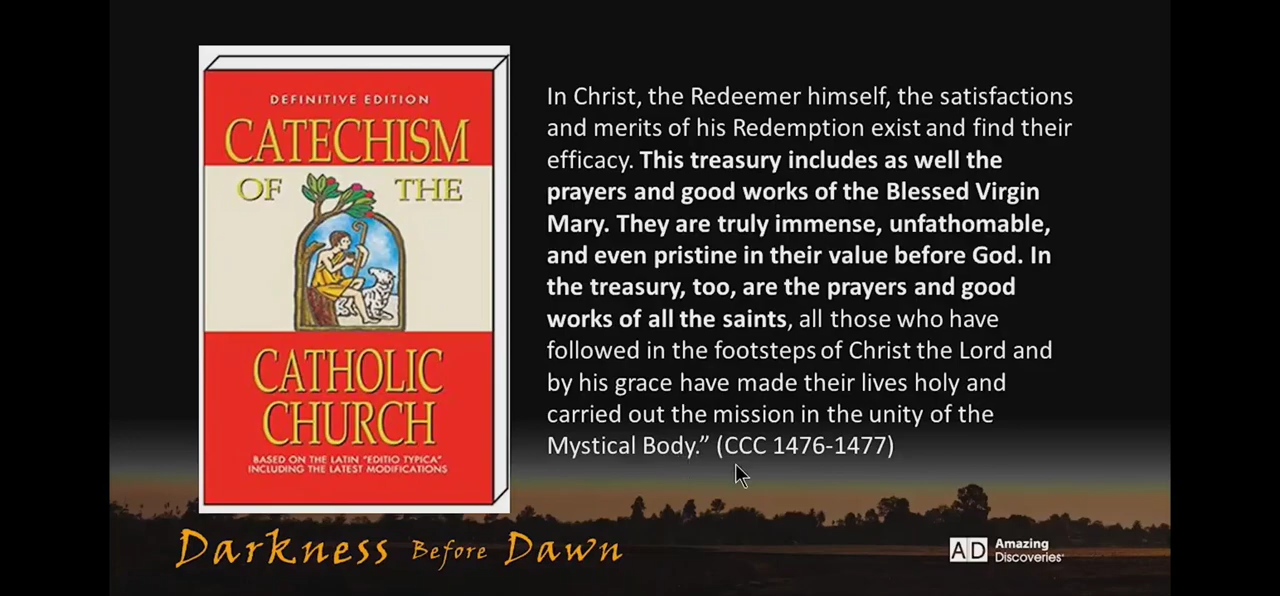 DEFINITIVE EDITION
CATECHISM
OF THE
CATHOLIC
CHURCH
BASED ON THE LATIN "EDITIO TYPICA"
INCLUDING THE LATEST MODIFICATIONS
In Christ, the Redeemer himself, the satisfactions
and merits of his Redemption exist and find their
efficacy. This treasury includes as well the
prayers and good works of the Blessed Virgin
Mary. They are truly immense, unfathomable,
and even pristine in their value before God. In
the treasury, too, are the prayers and good
works of all the saints, all those who have
followed in the footsteps of Christ the Lord and
by his grace have made their lives holy and
carried out the mission in the unity of the
Mystical Body.” (CCC 1476-1477)
Darkness Before Dawn
AD Amazing
Discoveries